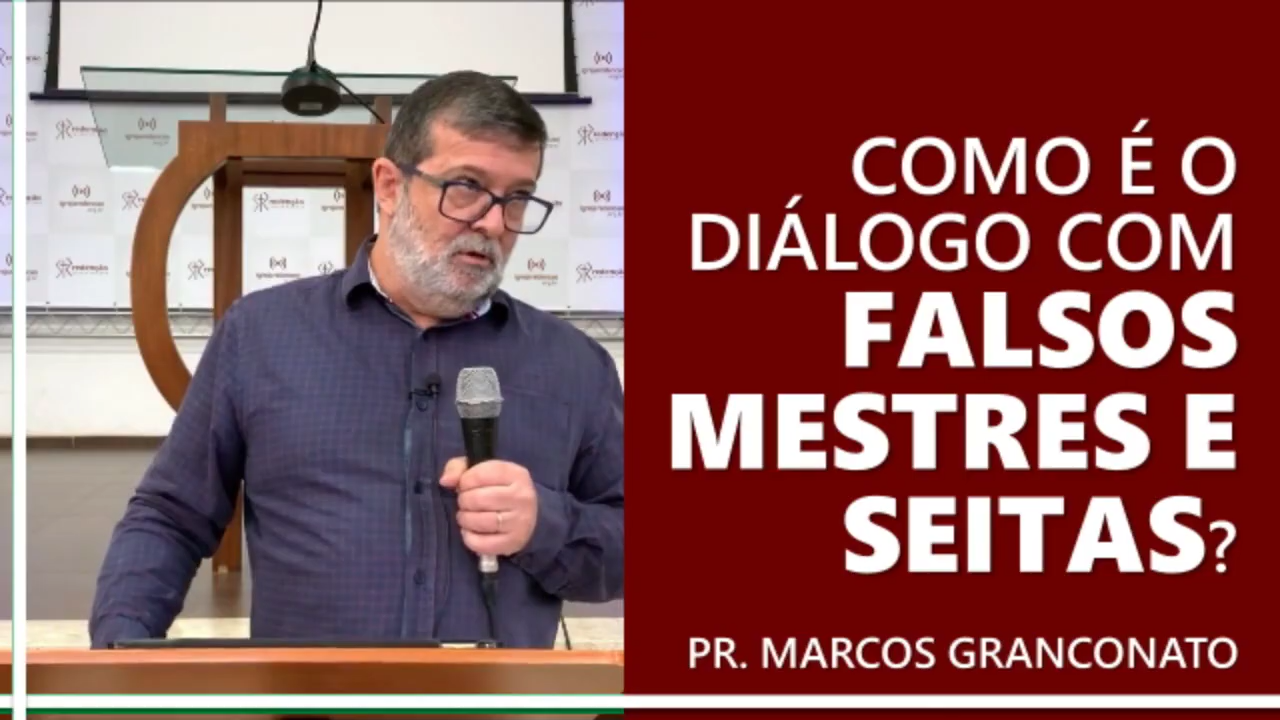 COMO É O
DIÁLOGO COM
FALSOS
MESTRES E
SEITAS?
PR. MARCOS GRANCONATO